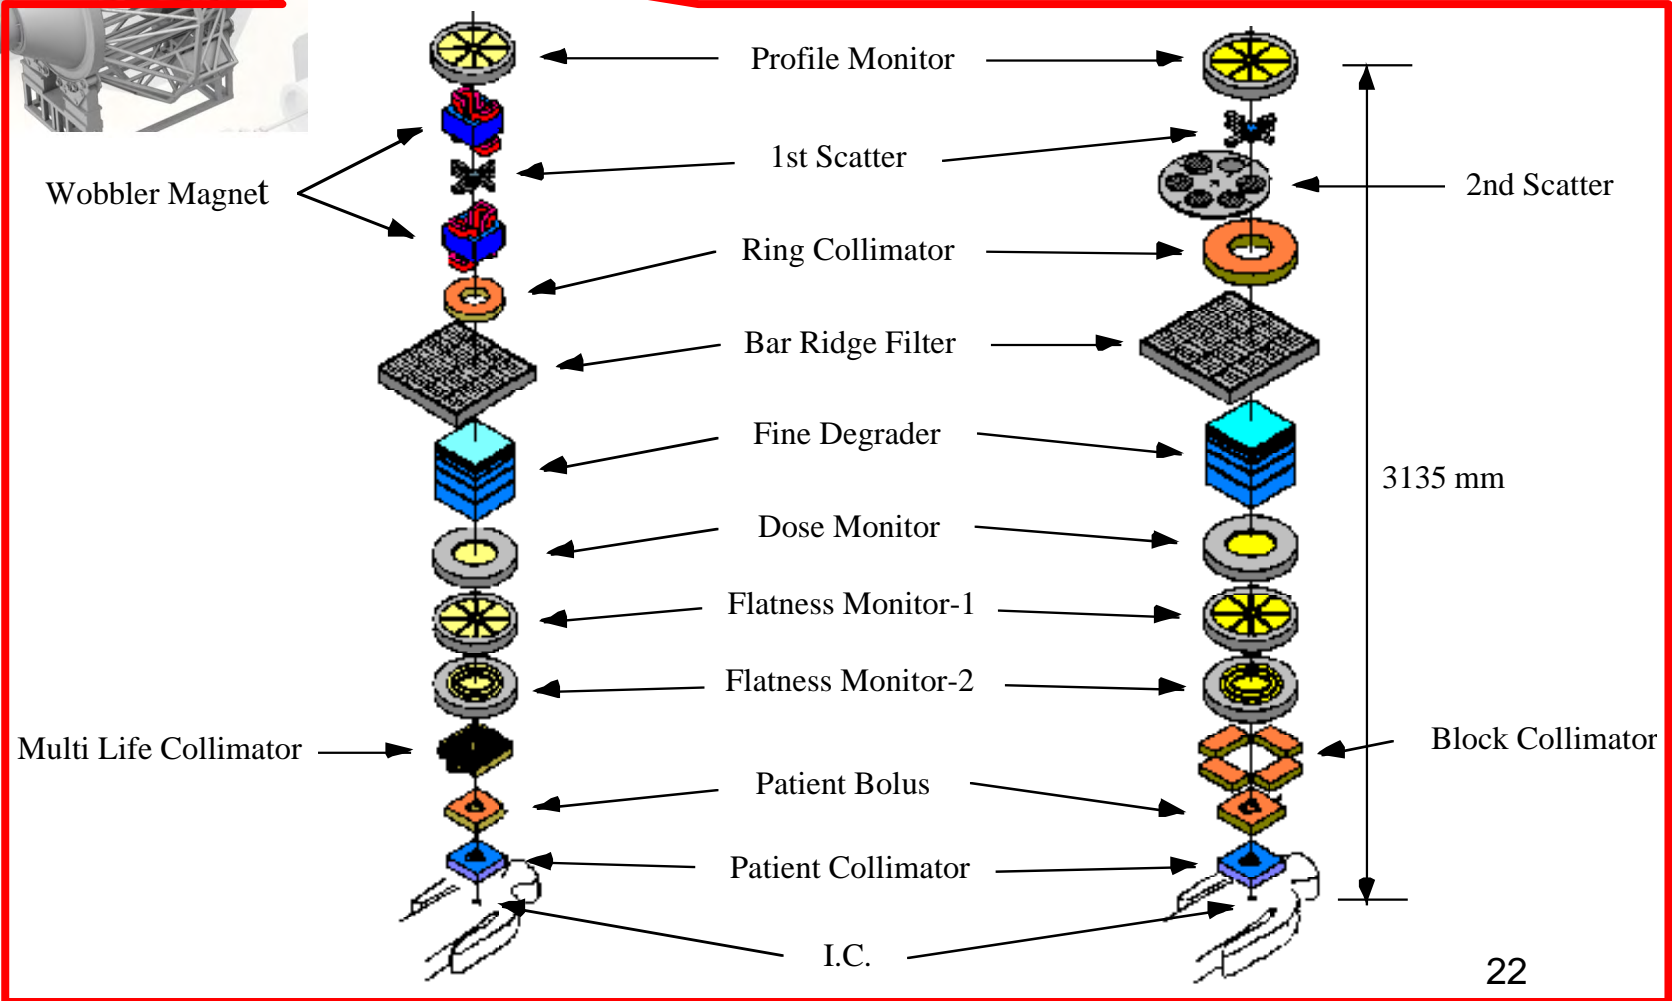 Profile Monitor
1st Scatter
Wobbler Magnet
2nd Scatter
Ring Collimator
Bar Ridge Filter
Fine Degrader
3135 mm
Dose Monitor
Flatness Monitor-1
Flatness Monitor-2
Multi Life Collimator
Block Collimator
Patient Bolus
Patient Collimator
I.C.
22